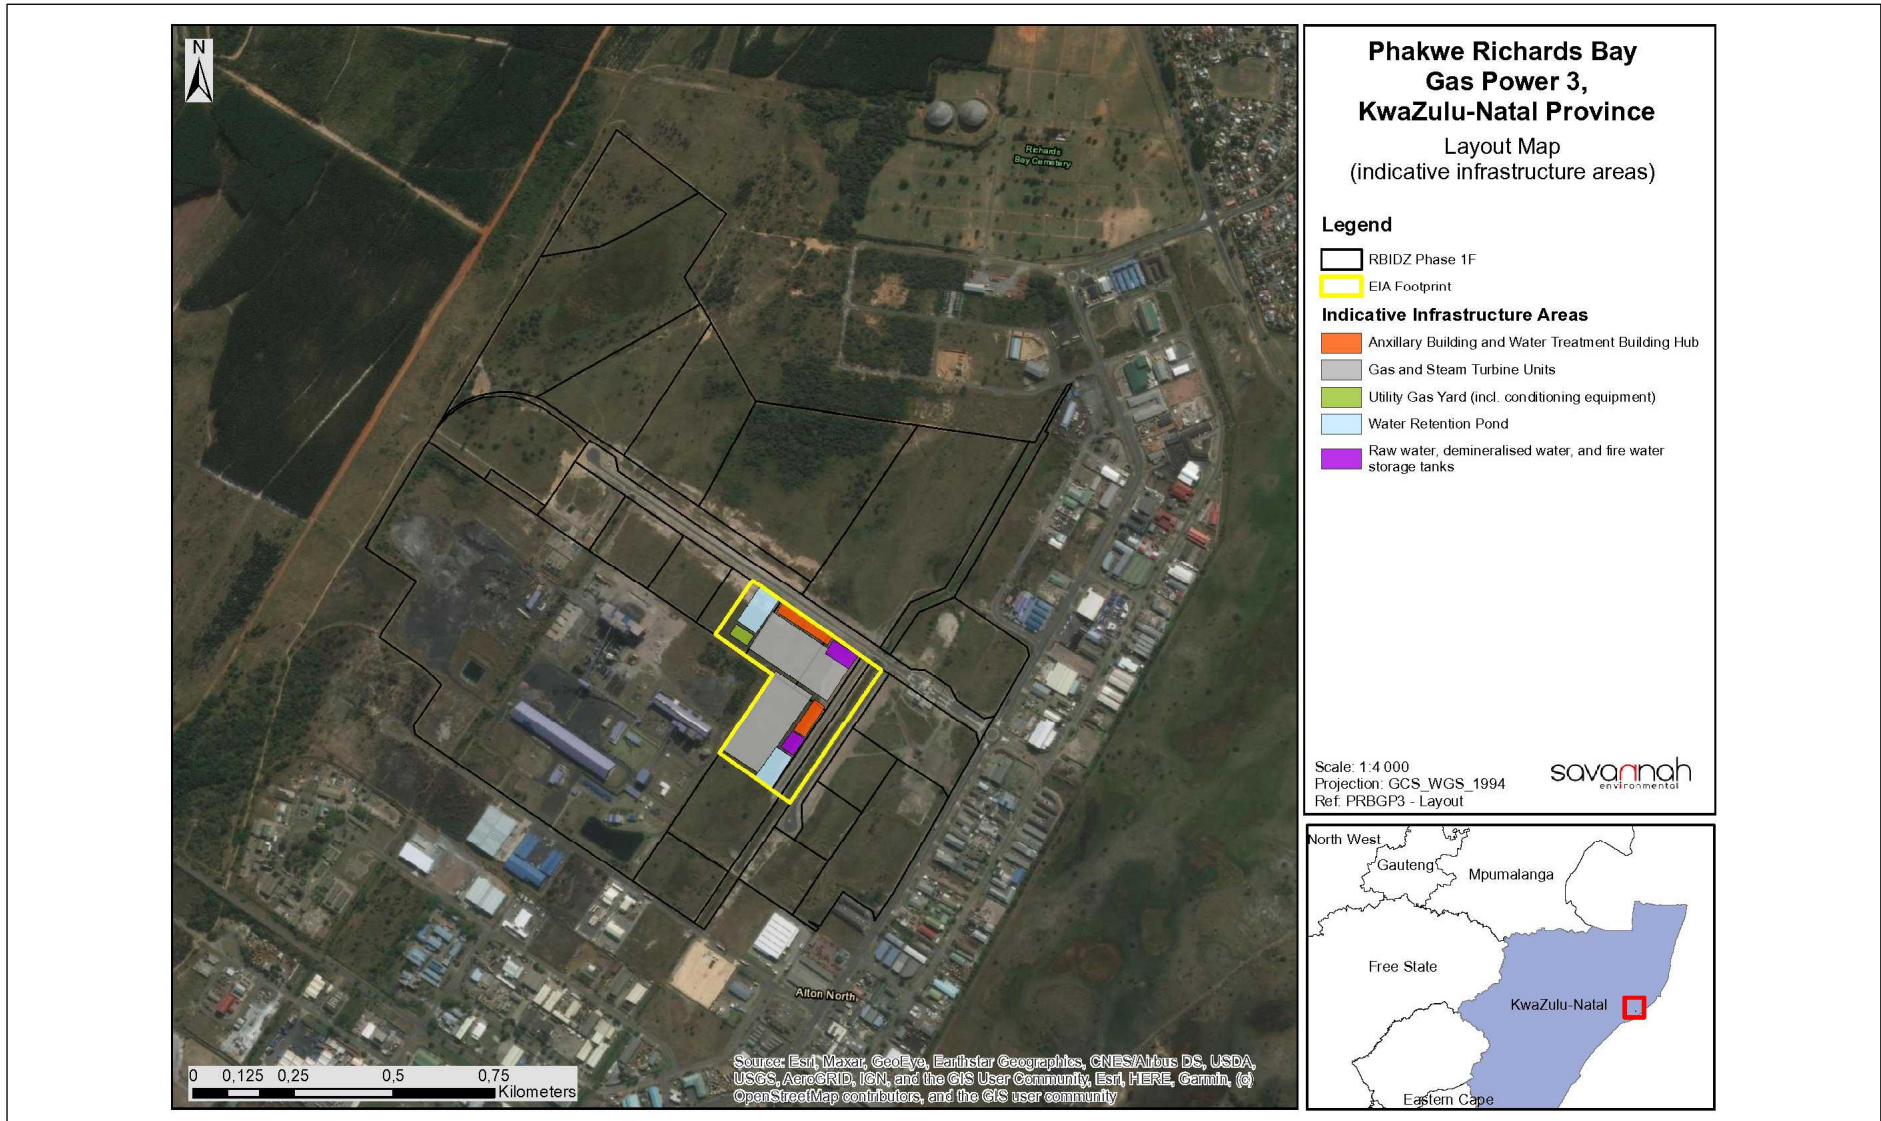 N
Richards
Bay Cemetery
Alton North
0 0,125 0,25 0,5 0,75
Kilometers
Source: Esri, Maxar, GeoEye, Earthstar Geographics, CNES/Airbus DS, USDA,
USGS, AeroGRID, IGN, and the GIS User Community, Esri, HERE, Garmin, (c)
OpenStreetMap contributors, and the GIS user community
Phakwe Richards Bay
Gas Power 3,
KwaZulu-Natal Province
Layout Map
(indicative infrastructure areas)
Legend
RBIDZ Phase 1F
EIA Footprint
Indicative Infrastructure Areas
Anxillary Building and Water Treatment Building Hub
Gas and Steam Turbine Units
Utility Gas Yard (incl. conditioning equipment)
Water Retention Pond
Raw water, demineralised water, and fire water
storage tanks
Scale: 1:4 000
Projection: GCS_WGS_1994
Ref: PRBGP3 - Layout
savannah
environmental
North West
Gauteng
Mpumalanga
Free State
KwaZulu-Natal
Eastern Cape